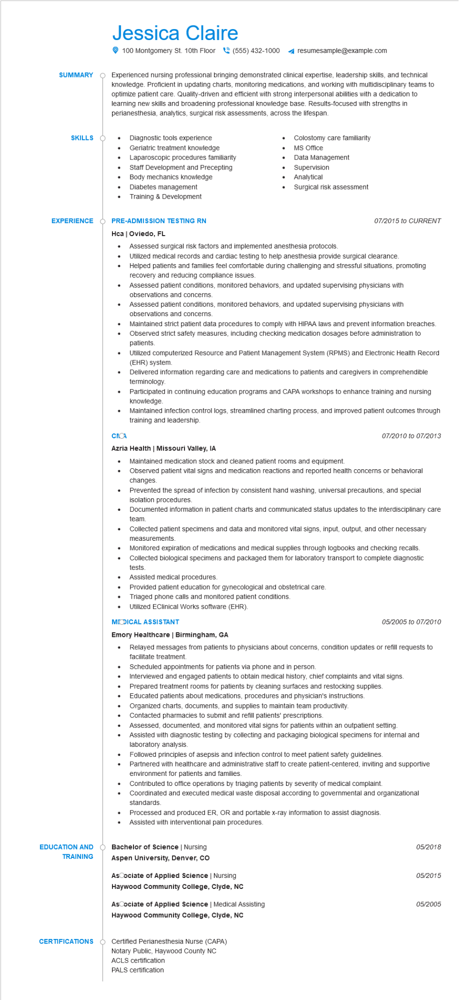 Jessica Claire
100 Montgomery St. 10th Floor (555) 432-1000 resumesample@example.com
SUMMARY
Experienced nursing professional bringing demonstrated clinical expertise, leadership skills, and technical
knowledge. Proficient in updating charts, monitoring medications, and working with multidisciplinary teams to
optimize patient care. Quality-driven and efficient with strong interpersonal abilities with a dedication to
learning new skills and broadening professional knowledge base. Results-focused with strengths in
perianesthesia, analytics, surgical risk assessments, across the lifespan.
SKILLS
• Diagnostic tools experience
• Geriatric treatment knowledge
• Laparoscopic procedures familiarity
• Staff Development and Precepting
• Body mechanics knowledge
• Diabetes management
• Training & Development
• Colostomy care familiarity
• MS Office
• Data Management
• Supervision
• Analytical
• Surgical risk assessment
EXPERIENCE
PRE-ADMISSION TESTING RN 07/2015 to CURRENT
Hca | Oviedo, FL
• Assessed surgical risk factors and implemented anesthesia protocols.
• Utilized medical records and cardiac testing to help anesthesia provide surgical clearance.
• Helped patients and families feel comfortable during challenging and stressful situations, promoting
recovery and reducing compliance issues.
• Assessed patient conditions, monitored behaviors, and updated supervising physicians with
observations and concerns.
• Assessed patient conditions, monitored behaviors, and updated supervising physicians with
observations and concerns.
• Maintained strict patient data procedures to comply with HIPAA laws and prevent information breaches.
• Observed strict safety measures, including checking medication dosages before administration to
patients.
• Utilized computerized Resource and Patient Management System (RPMS) and Electronic Health Record
(EHR) system.
• Delivered information regarding care and medications to patients and caregivers in comprehendible
terminology.
• Participated in continuing education programs and CAPA workshops to enhance training and nursing
knowledge.
• Maintained infection control logs, streamlined charting process, and improved patient outcomes through
training and leadership.
CMA 07/2010 to 07/2013
Azria Health | Missouri Valley, IA
• Maintained medication stock and cleaned patient rooms and equipment.
• Observed patient vital signs and medication reactions and reported health concerns or behavioral
changes.
• Prevented the spread of infection by consistent hand washing, universal precautions, and special
isolation procedures.
• Documented information in patient charts and communicated status updates to the interdisciplinary care
team.
• Collected patient specimens and data and monitored vital signs, input, output, and other necessary
measurements.
• Monitored expiration of medications and medical supplies through logbooks and checking recalls.
• Collected biological specimens and packaged them for laboratory transport to complete diagnostic
tests.
• Assisted medical procedures.
• Provided patient education for gynecological and obstetrical care.
• Triaged phone calls and monitored patient conditions.
• Utilized EClinical Works software (EHR).
MEDICAL ASSISTANT 05/2005 to 07/2010
Emory Healthcare | Birmingham, GA
• Relayed messages from patients to physicians about concerns, condition updates or refill requests to
facilitate treatment.
• Scheduled appointments for patients via phone and in person.
• Interviewed and engaged patients to obtain medical history, chief complaints and vital signs.
• Prepared treatment rooms for patients by cleaning surfaces and restocking supplies.
• Educated patients about medications, procedures and physician's instructions.
• Organized charts, documents, and supplies to maintain team productivity.
• Contacted pharmacies to submit and refill patients' prescriptions.
• Assessed, documented, and monitored vital signs for patients within an outpatient setting.
• Assisted with diagnostic testing by collecting and packaging biological specimens for internal and
laboratory analysis.
• Followed principles of asepsis and infection control to meet patient safety guidelines.
• Partnered with healthcare and administrative staff to create patient-centered, inviting and supportive
environment for patients and families.
• Contributed to office operations by triaging patients by severity of medical complaint.
• Coordinated and executed medical waste disposal according to governmental and organizational
standards.
• Processed and produced ER, OR and portable x-ray information to assist diagnosis.
• Assisted with interventional pain procedures.
EDUCATION AND
TRAINING
Bachelor of Science | Nursing 05/2018
Aspen University, Denver, CO
Associate of Applied Science | Nursing 05/2015
Haywood Community College, Clyde, NC
Associate of Applied Science | Medical Assisting 05/2005
Haywood Community College, Clyde, NC
CERTIFICATIONS
Certified Perianesthesia Nurse (CAPA)
Notary Public, Haywood County NC
ACLS certification
PALS certification